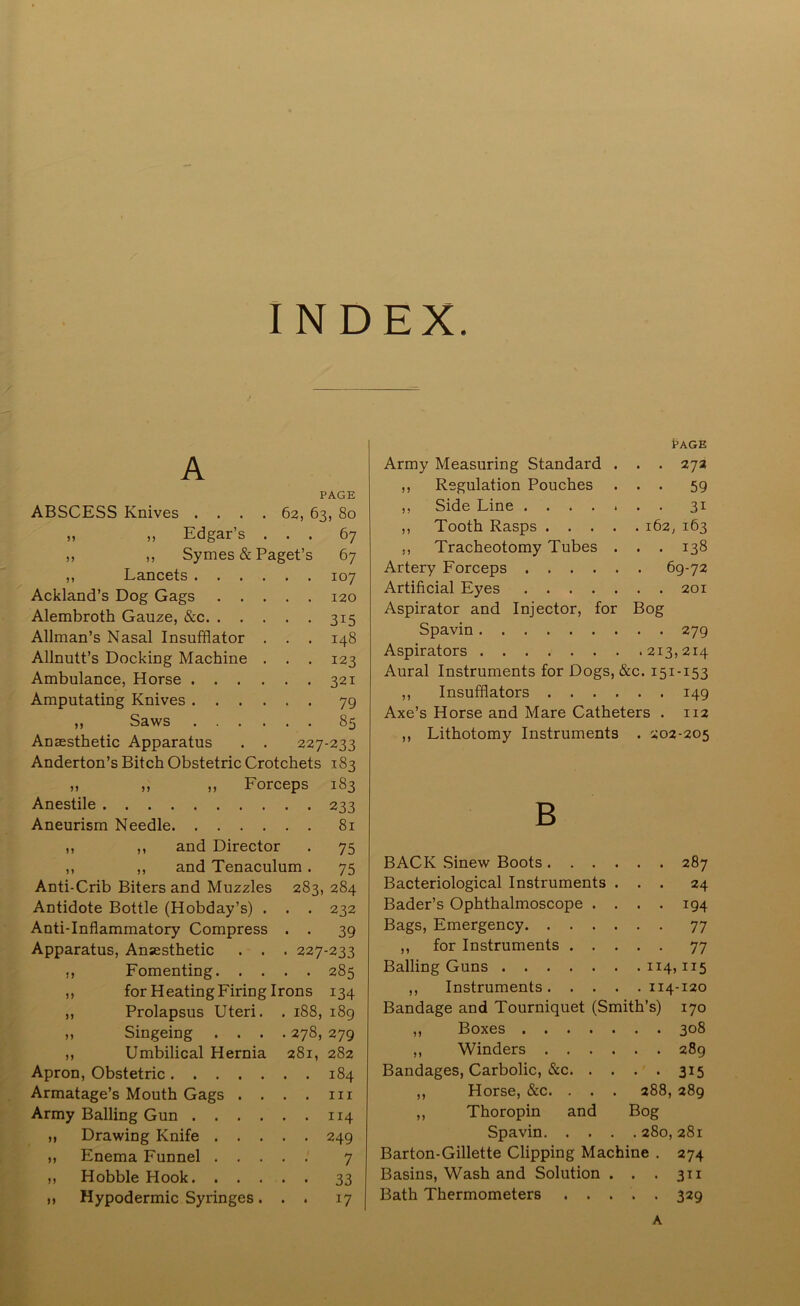 INDEX.
A
PAGE
ABSCESS Knives . . . . 62, 63, 80
,, ,, Edgar’s . . . 67
,, ,, Symes & Paget’s 67
,, Lancets . . . . . . 107
Ackland’s Dog Gags . . . . . 120
Alembroth Gauze, &c. . . . . . 315
Allman’s Nasal Insufflator . . . 148
Allnutt’s Docking Machine . . . 123
Ambulance, Horse . . . . . . 321
Amputating Knives . . . . . . 79
,, Saws . . . . . . 85
Anæsthetic Apparatus . . 227-233
Anderton’s Bitch Obstetric Crotchets 183
,, ,, ,, Forceps 183
Anestile . . . . . . . . . . 233
Aneurism Needle. . . . . . . 81
,, ,, and Director . 75
,, ,, and Tenaculum . 75
Anti-Crib Biters and Muzzles 283, 284
Antidote Bottle (Hobday’s) . . . 232
Anti-Inflammatory Compress . . 39
Apparatus, Anæsthetic . . . 227-233
,, Fomenting. . . . . 285
,, for Heating Firing Irons 134
,, Prolapsus Uteri. . 188, 189
,, Singeing . . . . 278, 279
,, Umbilical Hernia 281, 282
Apron, Obstetric . . . . . . . 184
Armatage’s Mouth Gags . . . . 111
Army Balling Gun . . . . . . 114
,, Drawing Knife . . . . . 249
,, Enema Funnel . . . . . 7
,, Hobble Hook. . . . . . 33
,, Hypodermic Syringes . . . 17
PAGE
Army Measuring Standard . . . 272
,, Regulation Pouches . . . 59
,, Side Line . . . . . . . 31
,, Tooth Rasps . . . . . 162, 163
,, Tracheotomy Tubes . . . 138
Artery Forceps . . . . . . 69-72
Artificial Eyes . . . . . . . 201
Aspirator and Injector, for Bog
Spavin . . . . . . . . . 279
Aspirators . . . . . . . . 213, 214
Aural Instruments for Dogs, &c. 151-153
,, Insufflators . . . . . . 149
Axe’s Horse and Mare Catheters . 112
,, Lithotomy Instruments . 202-205
B
BACK Sinew Boots . . . . . . 287
Bacteriological Instruments . . . 24
Bader’s Ophthalmoscope . . . . 194
Bags, Emergency. . . . . . . 77
,, for Instruments . . . . . 77
Balling Guns . . . . . . . 114, 115
,, Instruments . . . . . 114-120
Bandage and Tourniquet (Smith’s) 170
,, Boxes . . . . . . . 308
,, Winders . . . . . . 289
Bandages, Carbolic, &c. . . . . 315
,, Horse, &c. . . . 288, 289
,, Thoropin and Bog
Spavin. . . . . 280, 281
Barton-Gillette Clipping Machine . 274
Basins, Wash and Solution . . . 311
Bath Thermometers . . . . . 329
A